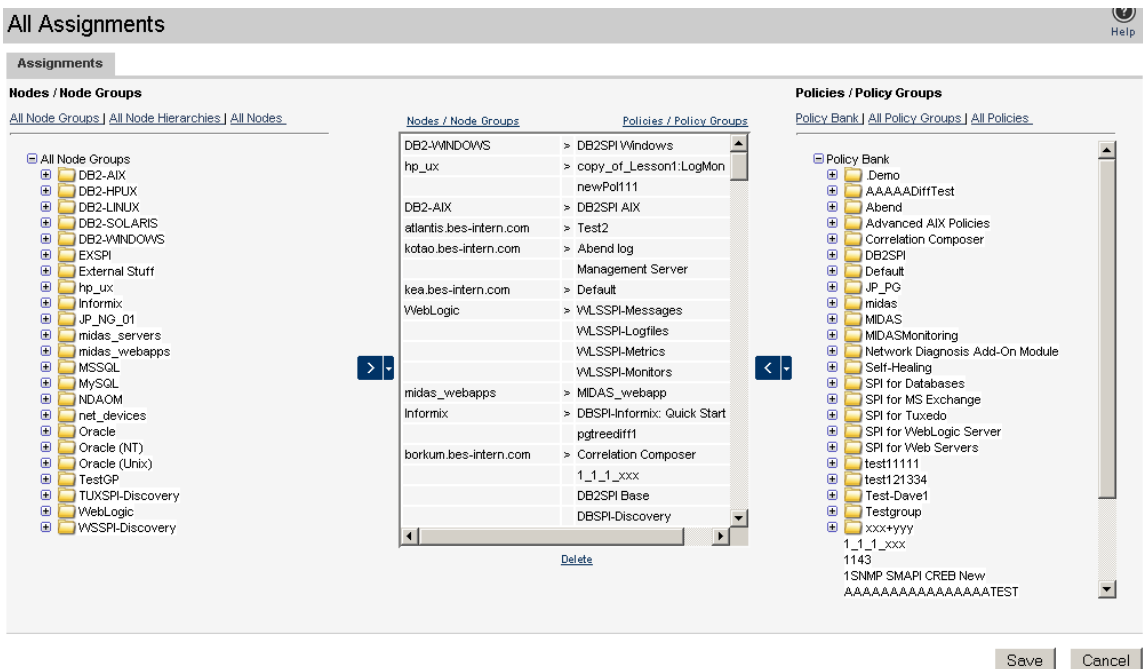 All Assignments
Help
Assignments
Nodes / Node Groups
All Node Groups | All Node Hierarchies | All Nodes
All Node Groups
DB2-AIX
DB2-HPUX
DB2-LINUX
DB2-SOLARIS
DB2-WINDOWS
EXSPI
External Stuff
hp_ux
Informix
JP_NG_01
midas_servers
midas_webapps
MSSQL
MySQL
NDAOM
net_devices
Oracle
Oracle (NT)
Oracle (Unix)
TestGP
TUXSPI-Discovery
WebLogic
WSSPI-Discovery
Nodes / Node Groups Policies / Policy Groups
DB2-WINDOWS > DB2SPI Windows
hp_ux > copy_of_Lesson1:LogMon
newPol111
DB2-AIX > DB2SPI AIX
atlantis.bes-intern.com > Test2
kotao.bes-intern.com > Abend log
Management Server
kea.bes-intern.com > Default
WebLogic > WLSSPI-Messages
WLSSPI-Logfiles
WLSSPI-Metrics
WLSSPI-Monitors
midas_webapps > MIDAS_webapp
Informix > DBSPI-Informix: Quick Start
pgtreediff1
borkum.bes-intern.com > Correlation Composer
1_1_1_xxx
DB2SPI Base
DBSPI-Discovery
Delete
Policies / Policy Groups
Policy Bank | All Policy Groups | All Policies
Policy Bank
.Demo
AAAAADiffTest
Abend
Advanced AIX Policies
Correlation Composer
DB2SPI
Default
JP_PG
midas
MIDAS
MIDASMonitoring
Network Diagnosis Add-On Module
Self-Healing
SPI for Databases
SPI for MS Exchange
SPI for Tuxedo
SPI for WebLogic Server
SPI for Web Servers
test11111
test121334
Test-Dave1
Testgroup
xxx+yyy
1_1_1_xxx
1143
1SNMP SMAPI CREB New
AAAAAAAAAAAAAAAATEST
Save Cancel